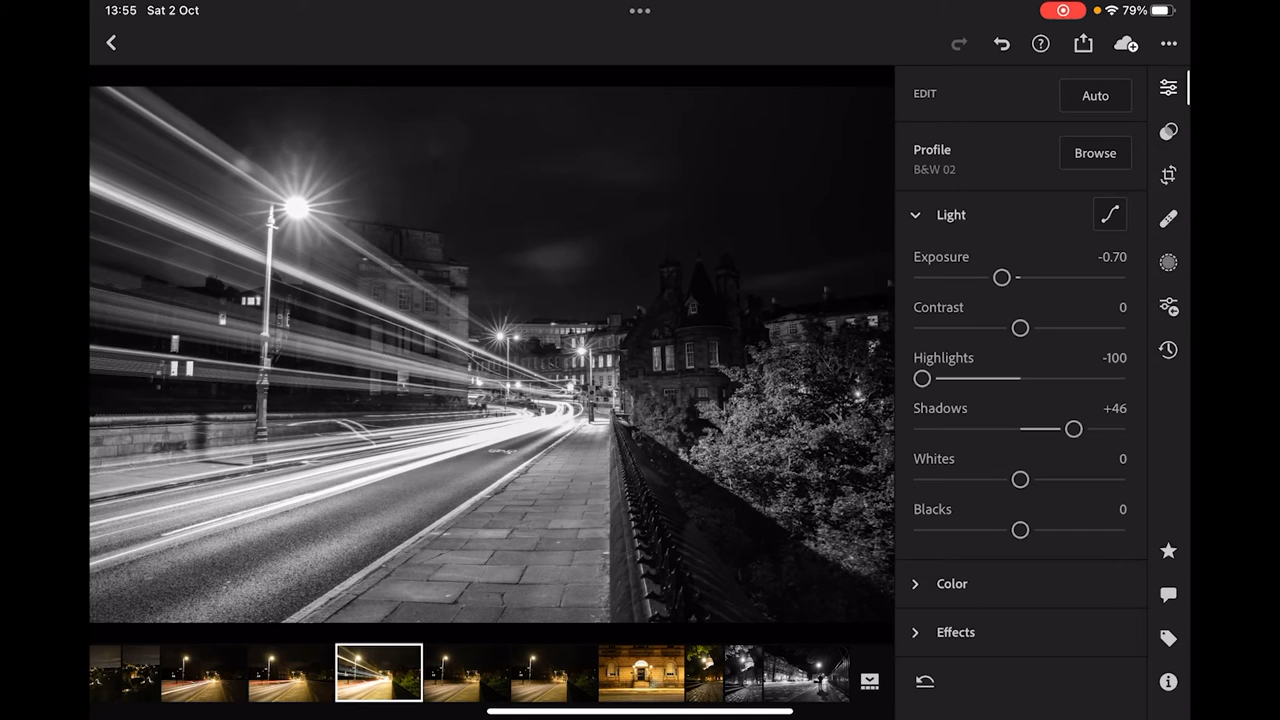 13:55 Sat 2 Oct
79%
EDIT
Auto
Profile
B&W 02
Browse
Light
Exposure -0.70
Contrast 0
Highlights -100
Shadows +46
Whites 0
Blacks 0
Color
Effects